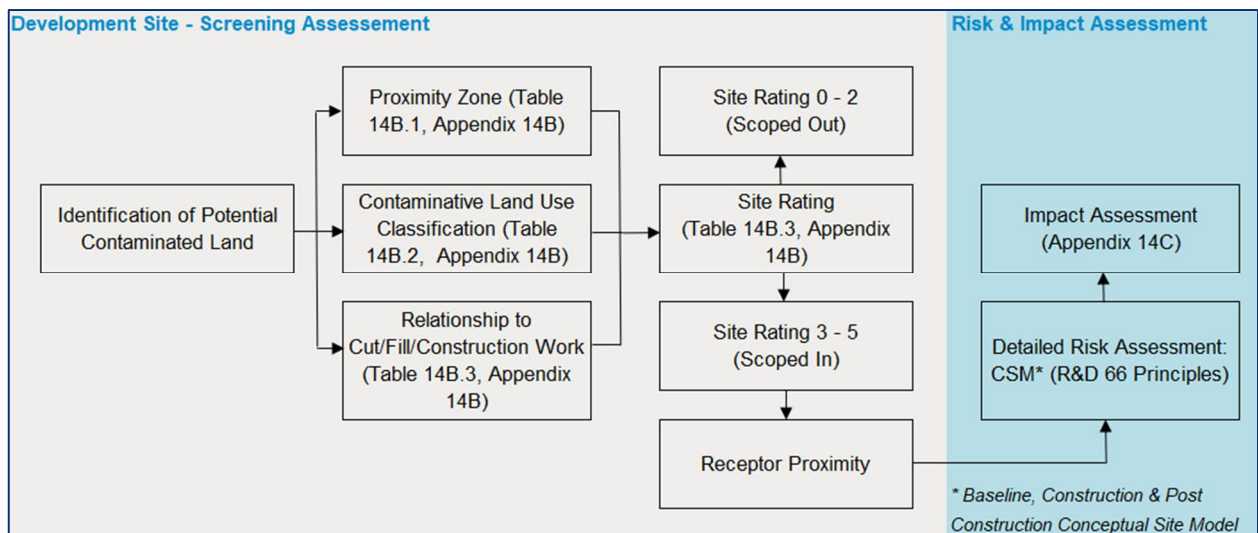 Development Site - Screening Assessement
Risk & Impact Assessment
Identification of Potential
Contaminated Land
Proximity Zone (Table
14B.1, Appendix 14B)
Contaminative Land Use
Classification (Table
14B.2, Appendix 14B)
Relationship to
Cut/Fill/Construction Work
(Table 14B.3, Appendix
14B)
Site Rating 0 - 2
(Scoped Out)
Site Rating
(Table 14B.3, Appendix
14B)
Site Rating 3 - 5
(Scoped In)
Receptor Proximity
Impact Assessment
(Appendix 14C)
Detailed Risk Assessment:
CSM* (R&D 66 Principles)
* Baseline, Construction & Post
Construction Conceptual Site Model